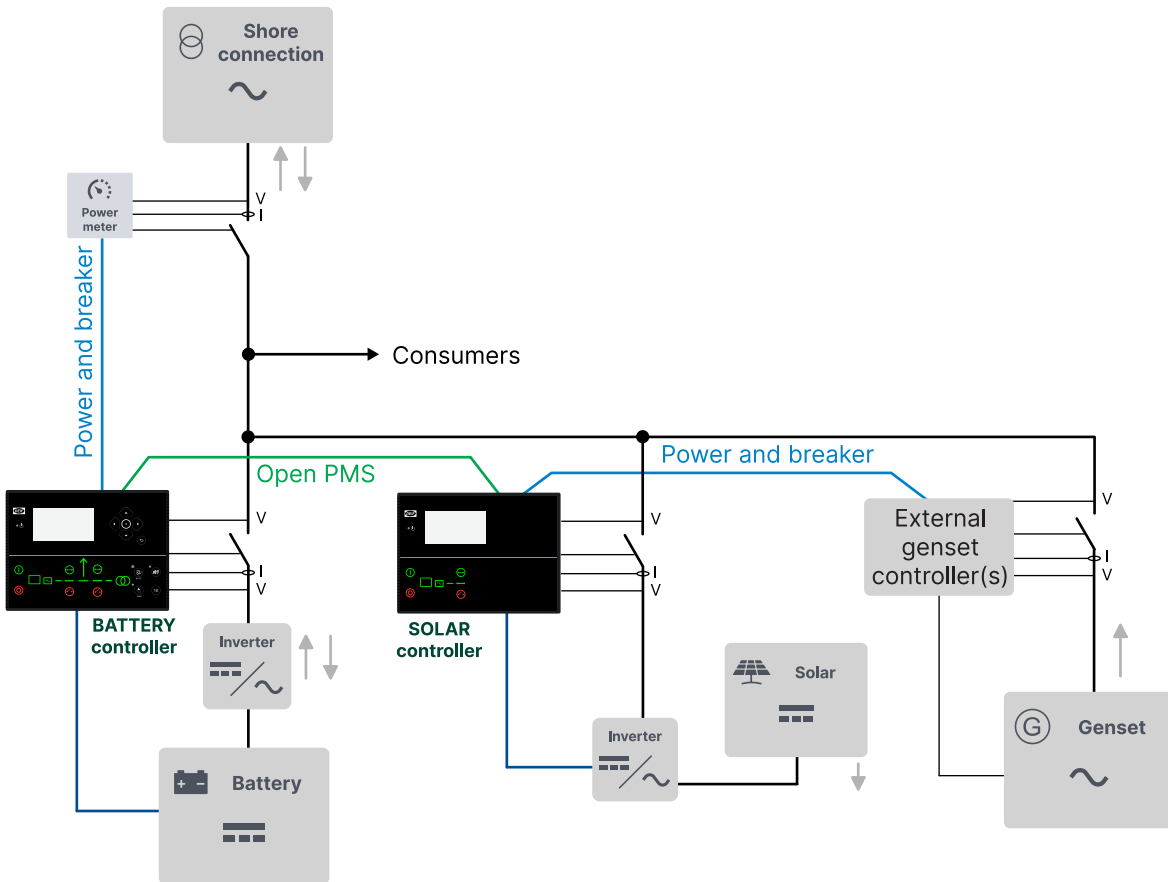 Shore
connection
Power
meter
V
I
Power and breaker
Consumers
Open PMS
Power and breaker
V
I
V
BATTERY
controller
Inverter
Battery
V
I
V
SOLAR
controller
Inverter
Solar
External
genset
controller(s)
V
I
V
G
Genset